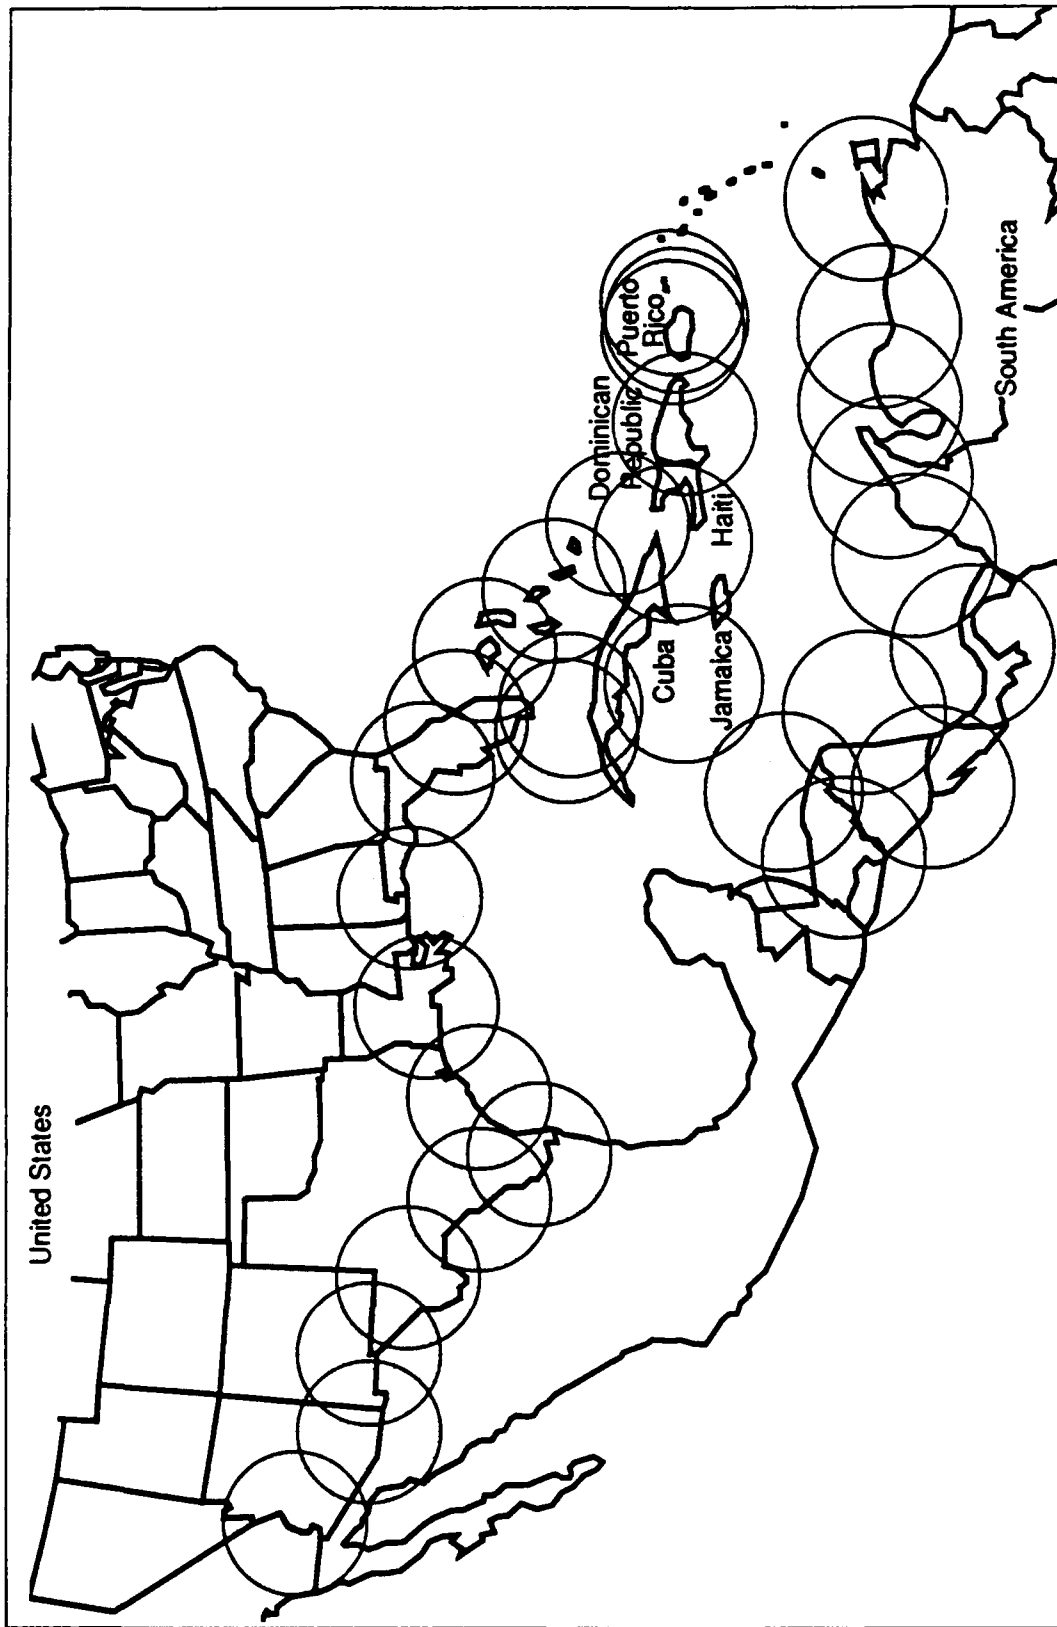 United States
Dominican
Republic
Puerto
Rico
Cuba
Haiti
Jamaica
South America